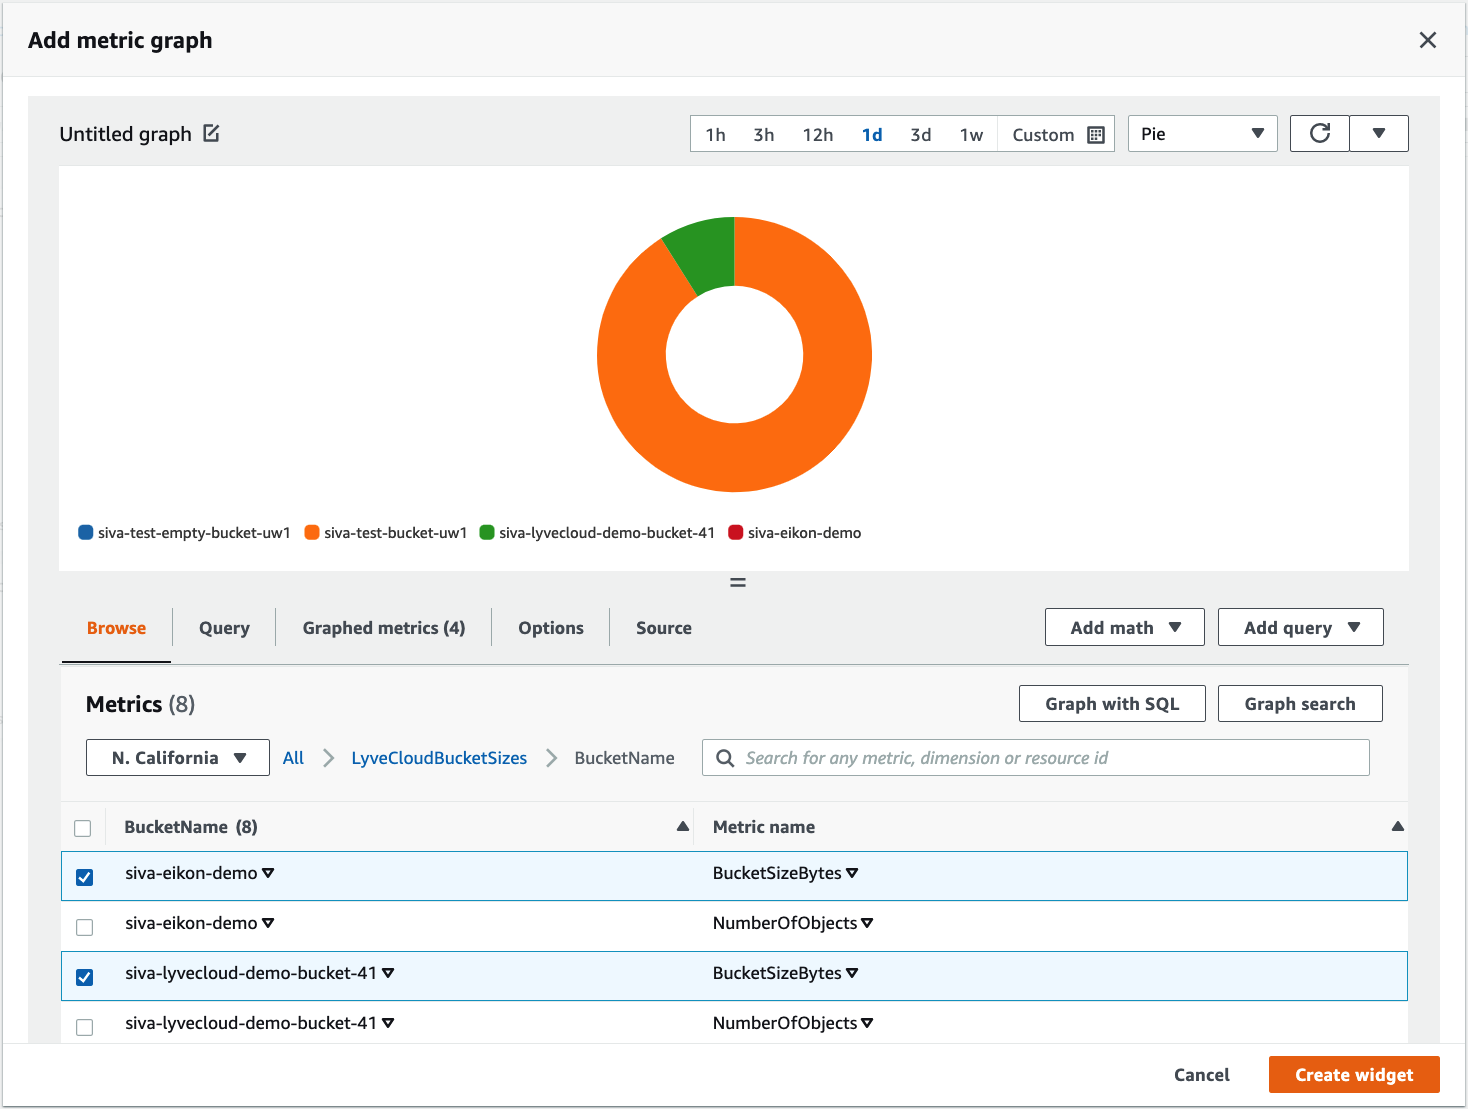 Add metric graph
Untitled graph 1h 3h 12h 1d 3d 1w Custom Pie
siva-test-empty-bucket-uw1 siva-test-bucket-uw1 siva-lyvecloud-demo-bucket-41 siva-eikon-demo
Browse Query Graphed metrics (4) Options Source Add math Add query
Metrics (8) Graph with SQL Graph search
N. California All LyveCloudBucketSizes BucketName Search for any metric, dimension or resource id
BucketName (8) Metric name
siva-eikon-demo BucketSizeBytes
siva-eikon-demo NumberOfObjects
siva-lyvecloud-demo-bucket-41 BucketSizeBytes
siva-lyvecloud-demo-bucket-41 NumberOfObjects
Cancel Create widget